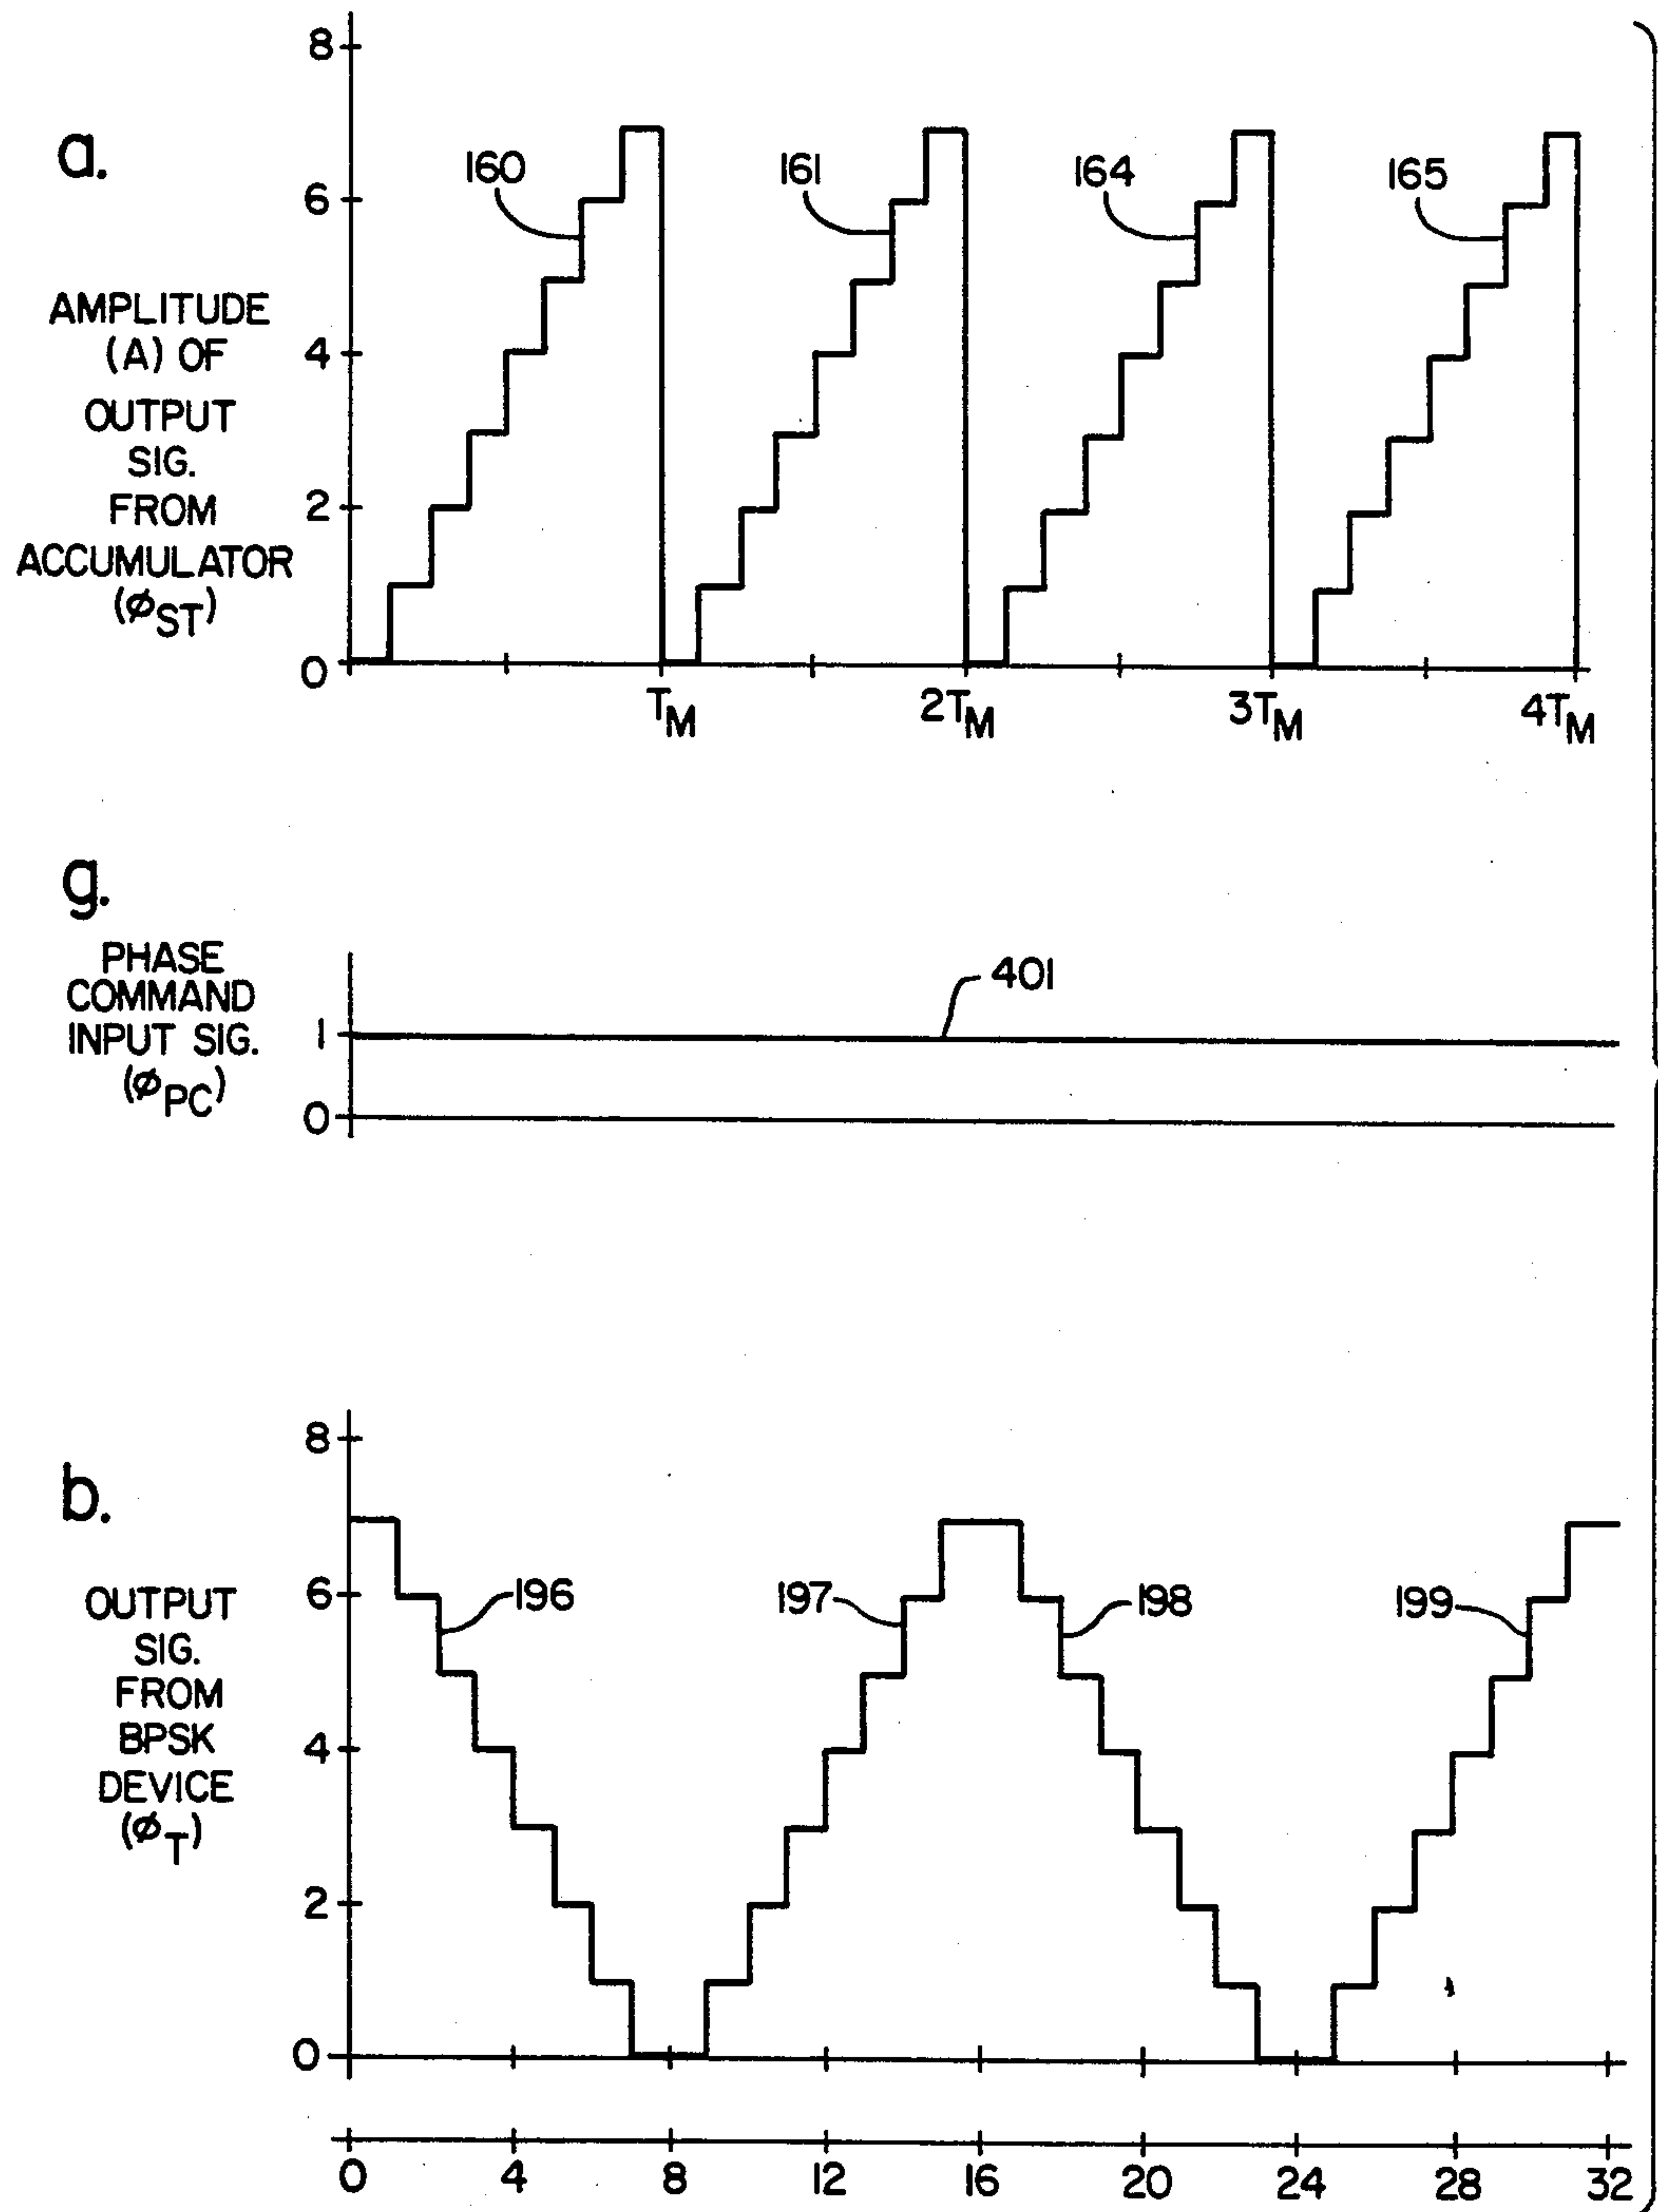 8
a.
160
161
164
165
6
AMPLITUDE
(A) OF
OUTPUT
SIG.
FROM
ACCUMULATOR
(ØST)
4
2
0
TM
2TM
3TM
4TM
g.
PHASE
COMMAND
INPUT SIG.
(ØPC)
401
1
0
8
b.
6
196
197
198
199
OUTPUT
SIG.
FROM
BPSK
DEVICE
(ØT)
4
2
0
0 4 8 12 16 20 24 28 32